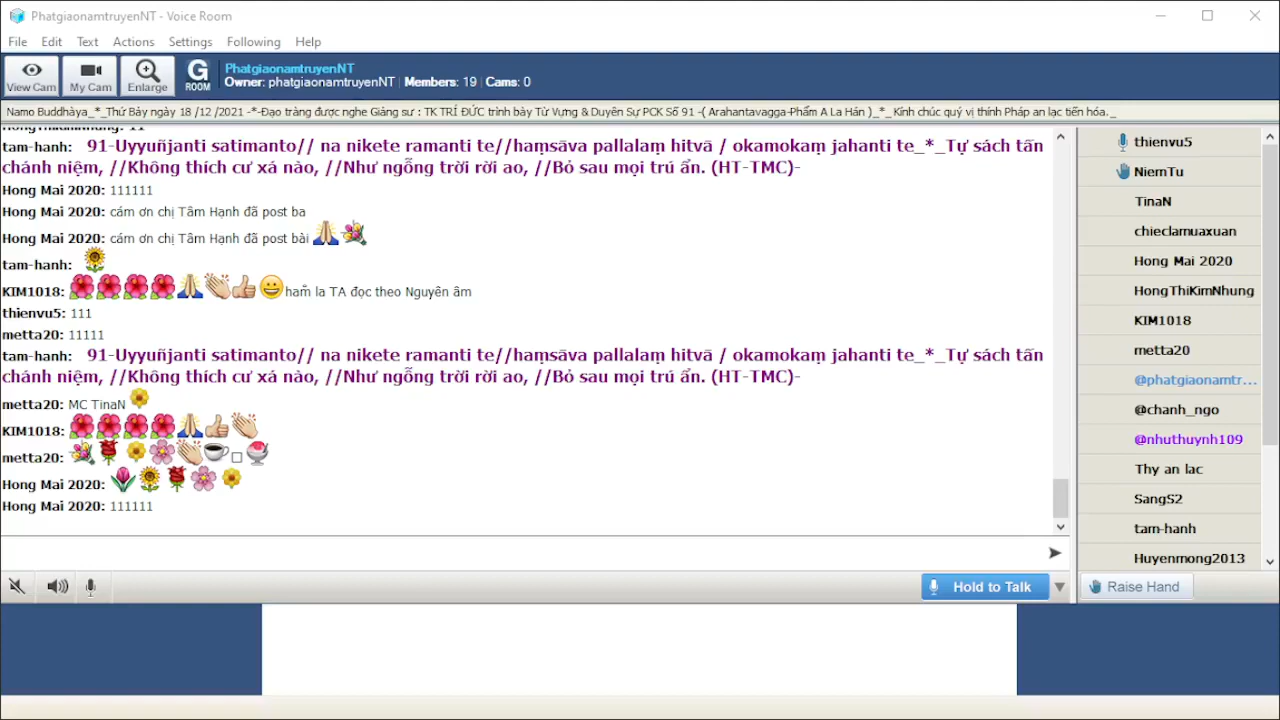 PhatgiaonamtruyenNT - Voice Room
File Edit Text Actions Settings Following Help
View Cam My Cam Enlarge G ROOM
PhatgiaonamtruyenNT
Owner: phatgiaonamtruyenNT | Members: 19 | Cams: 0
Namo Buddhàya_*_Thứ Bảy ngày 18 /12 /2021 -*-Đạo tràng được nghe Giảng sư : TK TRÍ ĐỨC trình bày Từ Vựng & Duyên Sự PCK Số 91 -( Arahantavagga-Phẩm A La Hán )_*_ Kính chúc quý vị thính Pháp an lạc tiến hóa._
HongThiKimNhung: 11
tam-hanh: 91-Uyyuñjanti satimanto// na nikete ramanti te//haṃsāva pallalaṃ hitvā / okamokaṃ jahanti te_*_Tự sách tấn
chánh niệm, //Không thích cư xá nào, //Như ngỗng trời rời ao, //Bỏ sau mọi trú ẩn. (HT-TMC)-
Hong Mai 2020: 111111
Hong Mai 2020: cám ơn chị Tâm Hạnh đã post ba
Hong Mai 2020: cám ơn chị Tâm Hạnh đã post bài
tam-hanh:
KIM1018: haṁ la TA đọc theo Nguyên âm
thienvu5: 111
metta20: 11111
tam-hanh: 91-Uyyuñjanti satimanto// na nikete ramanti te//haṃsāva pallalaṃ hitvā / okamokaṃ jahanti te_*_Tự sách tấn
chánh niệm, //Không thích cư xá nào, //Như ngỗng trời rời ao, //Bỏ sau mọi trú ẩn. (HT-TMC)-
metta20: MC TinaN
KIM1018:
metta20:
Hong Mai 2020:
Hong Mai 2020: 111111
Hold to Talk
thienvu5
NiemTu
TinaN
chieclamuaxuan
Hong Mai 2020
HongThiKimNhung
KIM1018
metta20
@phatgiaonamtr...
@chanh_ngo
@nhuthuynh109
Thy an lac
SangS2
tam-hanh
Huyenmong2013
Raise Hand